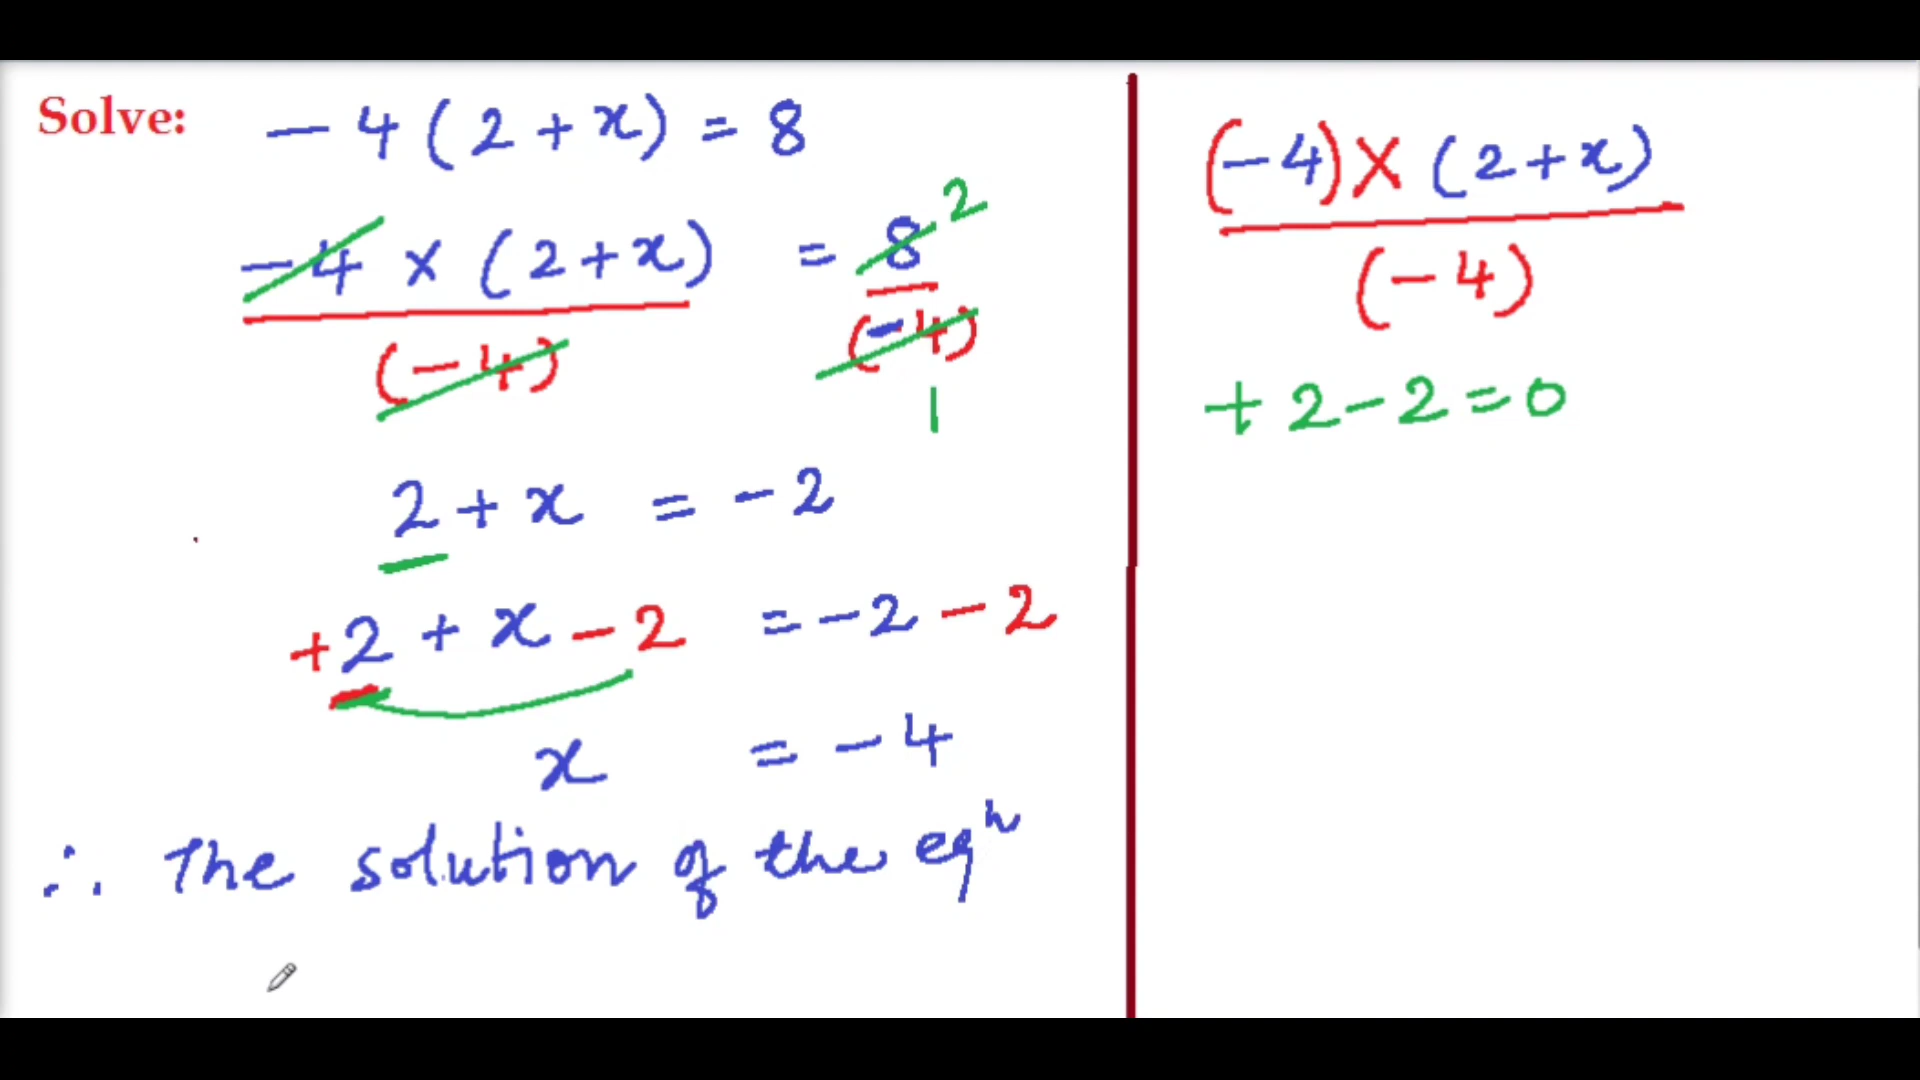 Solve: -4(2+x)=8
-4 × (2+x) = 8 2
(-4) (-4)
1
2+x = -2
+2+x-2 = -2-2
x = -4
∴ The solution of the eqⁿ
(-4)×(2+x)
(-4)
+2-2=0